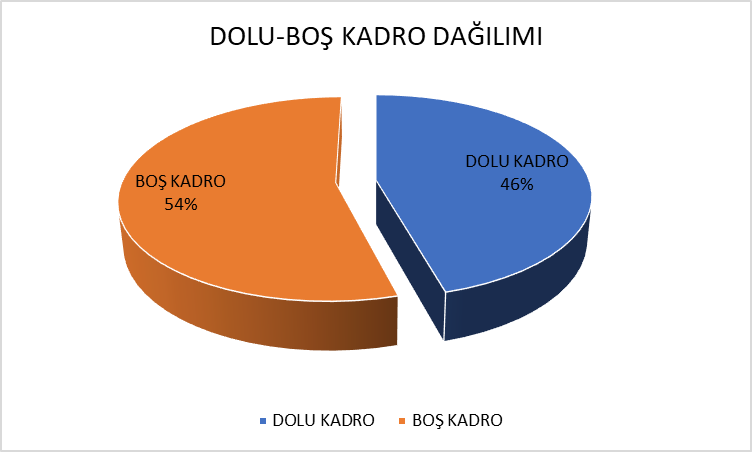 DOLU-BOŞ KADRO DAĞILIMI
DOLU KADRO
46%
BOŞ KADRO
54%
DOLU KADRO
BOŞ KADRO